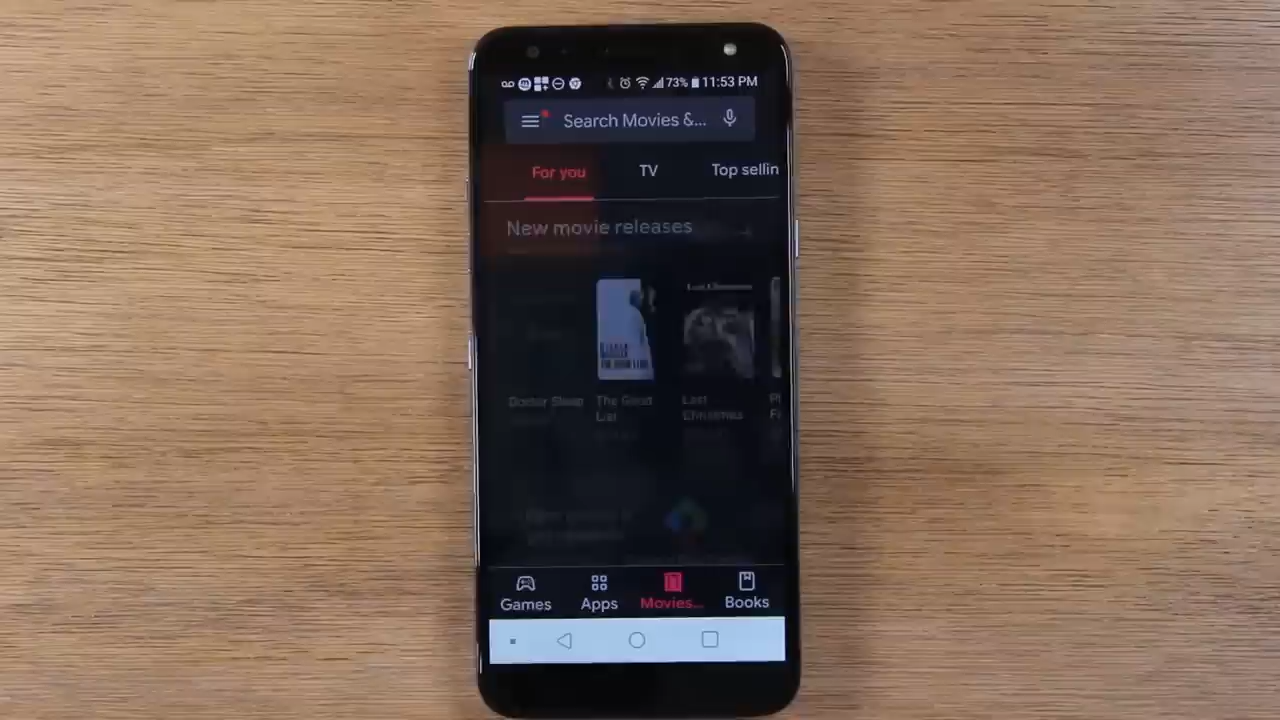 73% 11:53 PM
Search Movies &...
For you TV Top sellin
New movie releases
Doctor Sleep The Good Last
Liar Christmas
Games Apps Movies... Books